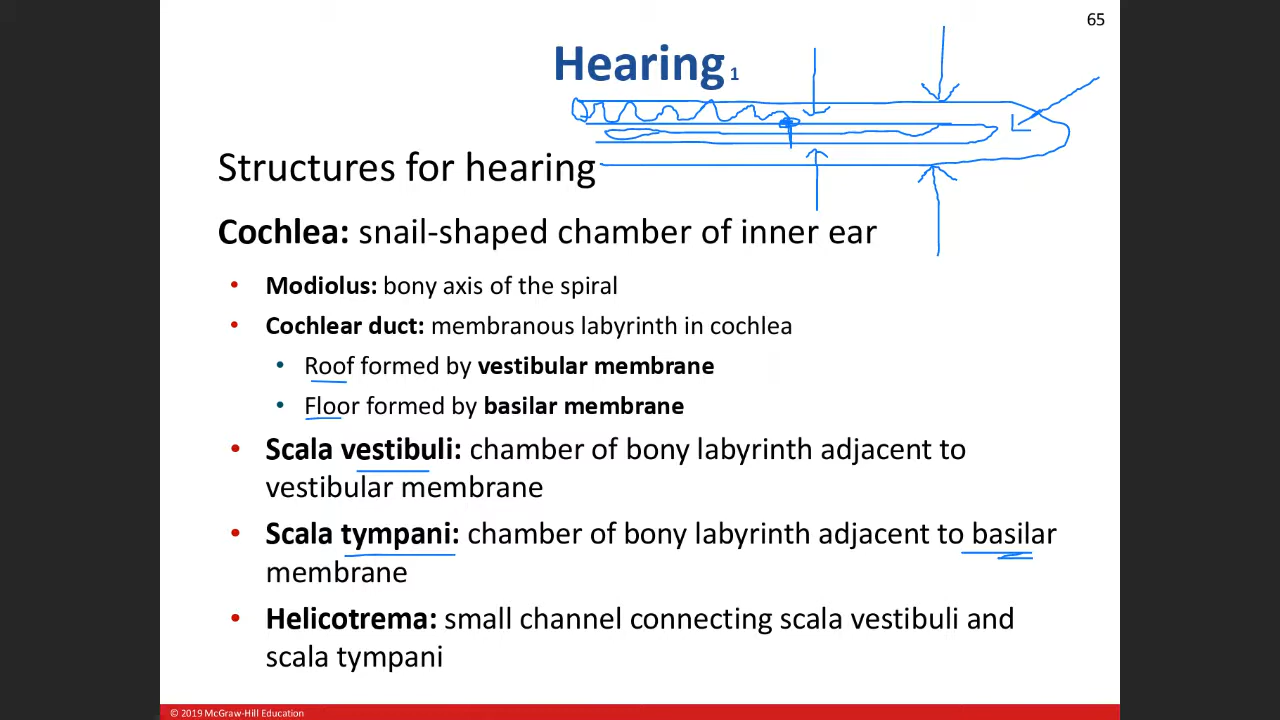 65
Hearing 1
Structures for hearing
Cochlea: snail-shaped chamber of inner ear
• Modiolus: bony axis of the spiral
• Cochlear duct: membranous labyrinth in cochlea
• Roof formed by vestibular membrane
• Floor formed by basilar membrane
• Scala vestibuli: chamber of bony labyrinth adjacent to
vestibular membrane
• Scala tympani: chamber of bony labyrinth adjacent to basilar
membrane
• Helicotrema: small channel connecting scala vestibuli and
scala tympani
© 2019 McGraw-Hill Education